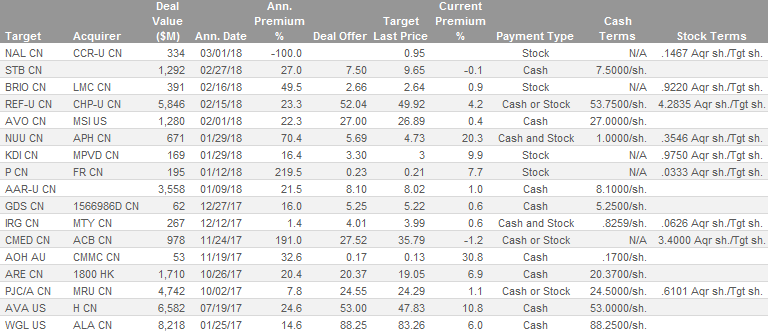 Target Acquirer Deal Value ($M) Ann. Date Ann. Premium % Deal Offer Target Last Price Current Premium % Payment Type Cash Terms Stock Terms
NAL CN CCR-U CN 334 03/01/18 -100.0 0.95 Stock N/A .1467 Aqr sh./Tgt sh.
STB CN 1,292 02/27/18 27.0 7.50 9.65 -0.1 Cash 7.5000/sh.
BRIO CN LMC CN 391 02/16/18 49.5 2.66 2.64 0.9 Stock N/A .9220 Aqr sh./Tgt sh.
REF-U CN CHP-U CN 5,846 02/15/18 23.3 52.04 49.92 4.2 Cash or Stock 53.7500/sh. 4.2835 Aqr sh./Tgt sh.
AVO CN MSI US 1,280 02/01/18 22.3 27.00 26.89 0.4 Cash 27.0000/sh.
NUU CN APH CN 671 01/29/18 70.4 5.69 4.73 20.3 Cash and Stock 1.0000/sh. .3546 Aqr sh./Tgt sh.
KDI CN MPVD CN 169 01/29/18 16.4 3.30 3 9.9 Stock N/A .9750 Aqr sh./Tgt sh.
P CN FR CN 195 01/12/18 219.5 0.23 0.21 7.7 Stock N/A .0333 Aqr sh./Tgt sh.
AAR-U CN 3,558 01/09/18 21.5 8.10 8.02 1.0 Cash 8.1000/sh.
GDS CN 1566986D CN 62 12/27/17 16.0 5.25 5.22 0.6 Cash 5.2500/sh.
IRG CN MTY CN 267 12/12/17 1.4 4.01 3.99 0.6 Cash and Stock .8259/sh. .0626 Aqr sh./Tgt sh.
CMED CN ACB CN 978 11/24/17 191.0 27.52 35.79 -1.2 Cash or Stock N/A 3.4000 Aqr sh./Tgt sh.
AOH AU CMMC CN 53 11/19/17 32.6 0.17 0.13 30.8 Cash .1700/sh.
ARE CN 1800 HK 1,710 10/26/17 20.4 20.37 19.05 6.9 Cash 20.3700/sh.
PJC/A CN MRU CN 4,742 10/02/17 7.8 24.55 24.29 1.1 Cash or Stock 24.5000/sh. .6101 Aqr sh./Tgt sh.
AVA US H CN 6,582 07/19/17 24.6 53.00 47.83 10.8 Cash 53.0000/sh.
WGL US ALA CN 8,218 01/25/17 14.6 88.25 83.26 6.0 Cash 88.2500/sh.